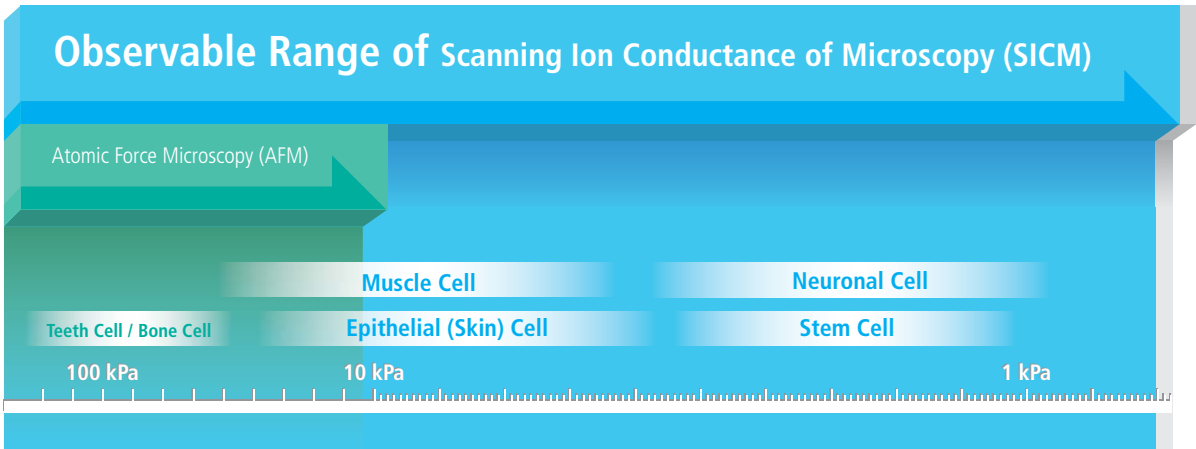 Observable Range of Scanning Ion Conductance of Microscopy (SICM)
Atomic Force Microscopy (AFM)
Muscle Cell
Neuronal Cell
Teeth Cell / Bone Cell
Epithelial (Skin) Cell
Stem Cell
100 kPa
10 kPa
1 kPa